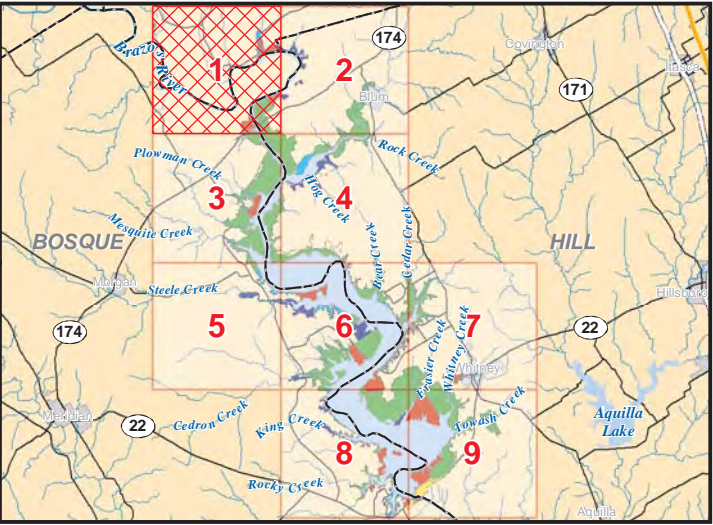 174
Covington
Brazos River
1
2
Itasca
171
Blum
Plowman Creek
Rock Creek
3
Hog Creek
4
Mesquite Creek
BOSQUE
Bear Creek
Cedar Creek
HILL
Morgan
Steele Creek
Hillsboro
174
5
6
Frasier Creek
Whitney Creek
7
22
Whitney
Meridian
22
Cedron Creek
King Creek
Towash Creek
Aquilla
Lake
8
9
Rocky Creek
Aquilla